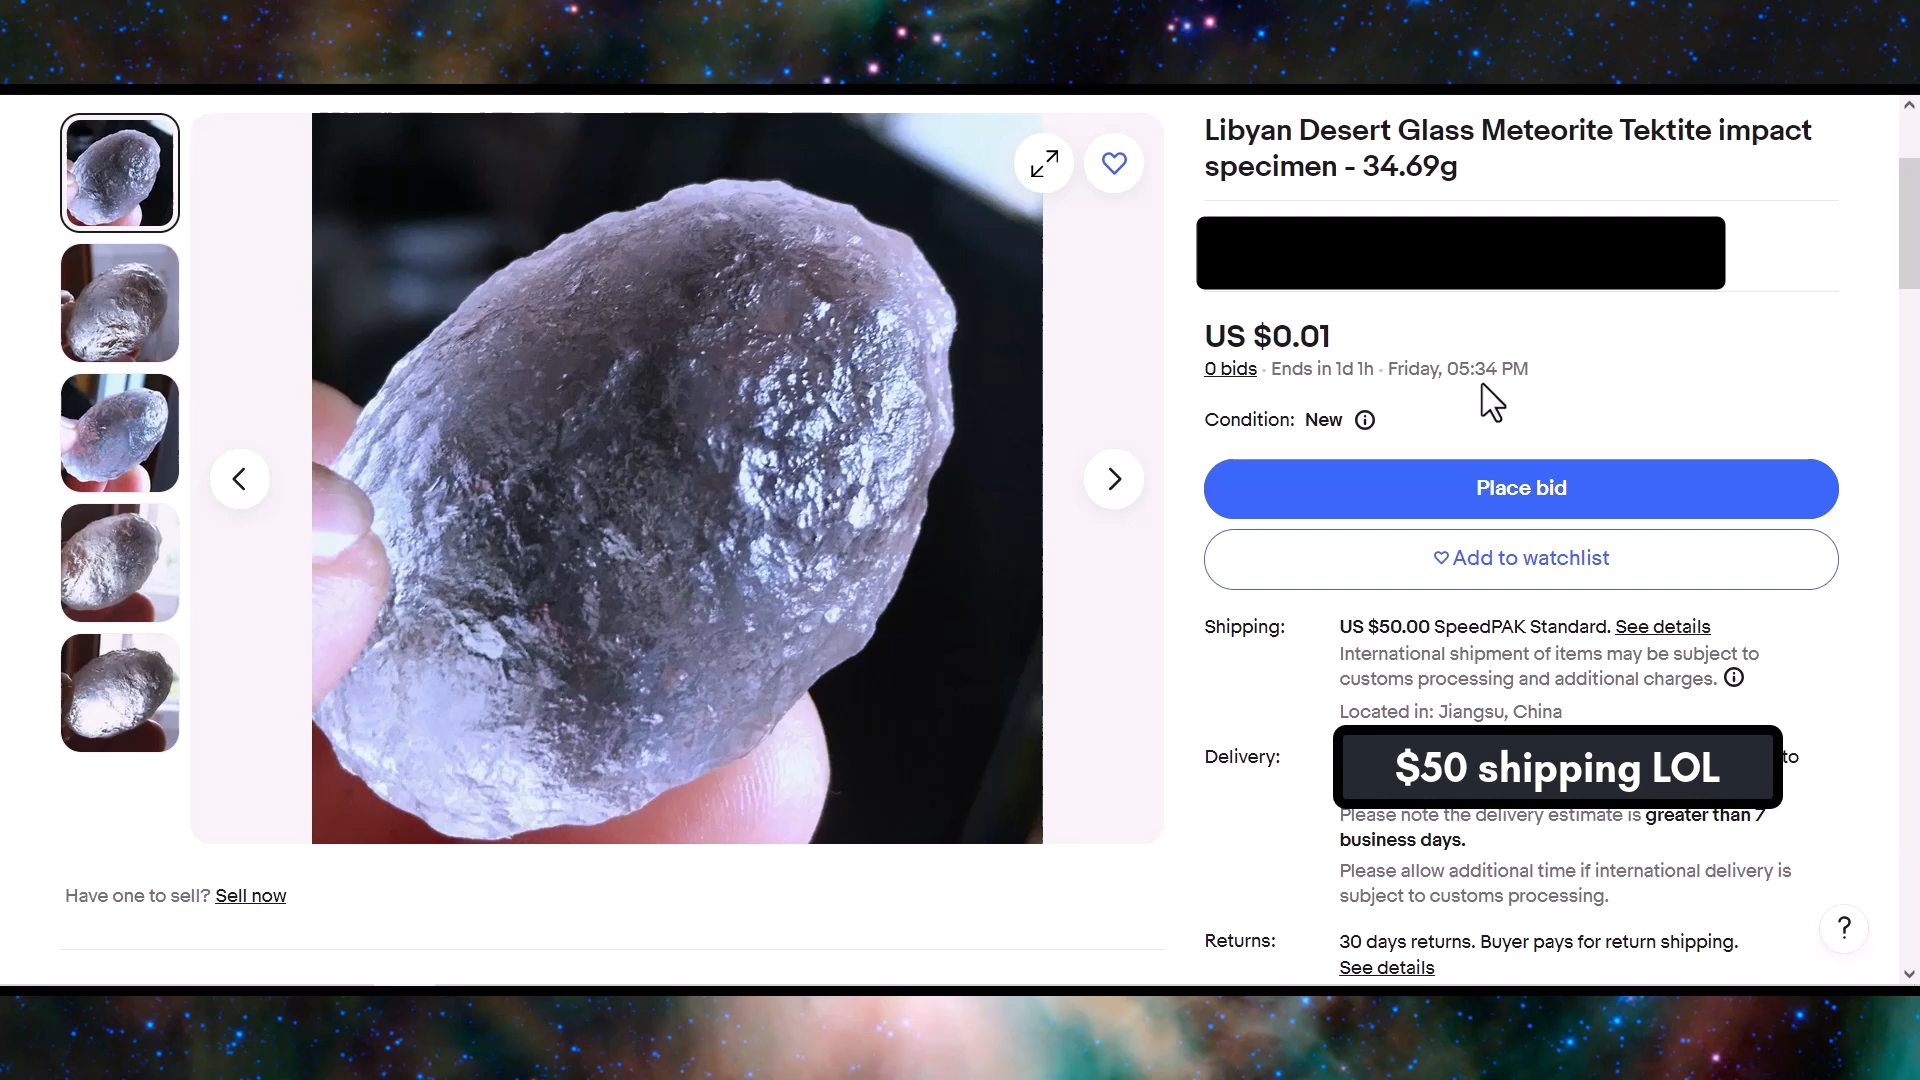 Libyan Desert Glass Meteorite Tektite impact
specimen - 34.69g
US $0.01
0 bids · Ends in 1d 1h · Friday, 05:34 PM
Condition: New
Place bid
Add to watchlist
Shipping: US $50.00 SpeedPAK Standard. See details
International shipment of items may be subject to
customs processing and additional charges.
Located in: Jiangsu, China
Delivery: to
$50 shipping LOL
Please note the delivery estimate is greater than 7
business days.
Please allow additional time if international delivery is
subject to customs processing.
Returns: 30 days returns. Buyer pays for return shipping.
See details
Have one to sell? Sell now
?